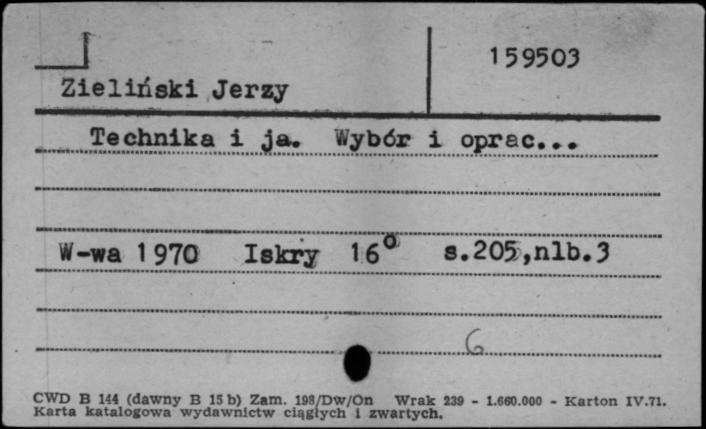 159503
Zieliński Jerzy
Technika i ja. Wybór i oprac...
W-wa 1970 Iskry 16° s.205,nlb.3
6
CWD B 144 (dawny B 15 b) Zam. 198/Dw/On Wrak 239 - 1.660.000 - Karton IV.71.
Karta katalogowa wydawnictw ciągłych i zwartych.